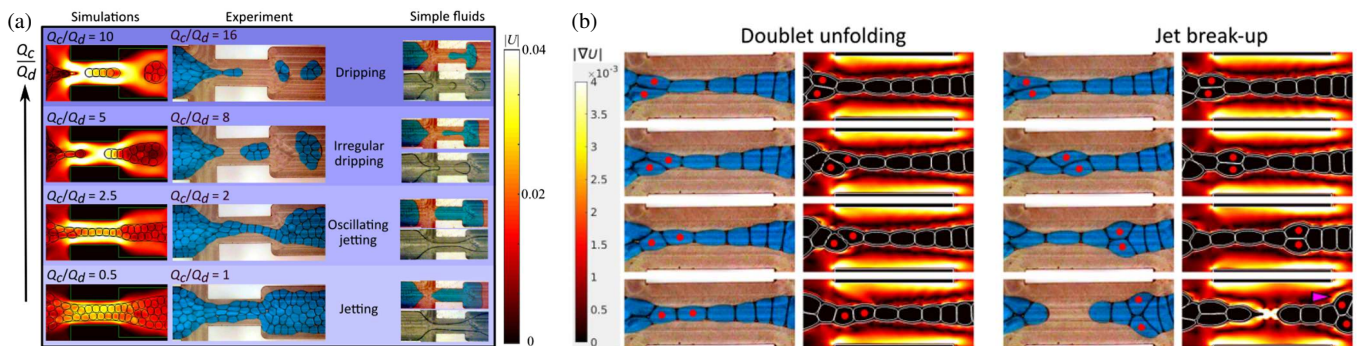 (a)
Simulations
Experiment
Simple fluids
Q_c/Q_d
Q_c/Q_d = 10
Q_c/Q_d = 16
Dripping
Q_c/Q_d = 5
Q_c/Q_d = 8
Irregular
dripping
Q_c/Q_d = 2.5
Q_c/Q_d = 2
Oscillating
jetting
Q_c/Q_d = 0.5
Q_c/Q_d = 1
Jetting
|U|
0.04
0.02
0.00
(b)
Doublet unfolding
Jet break-up
|∇U|
×10⁻³
4
3.5
3
2.5
2
1.5
1
0.5
0